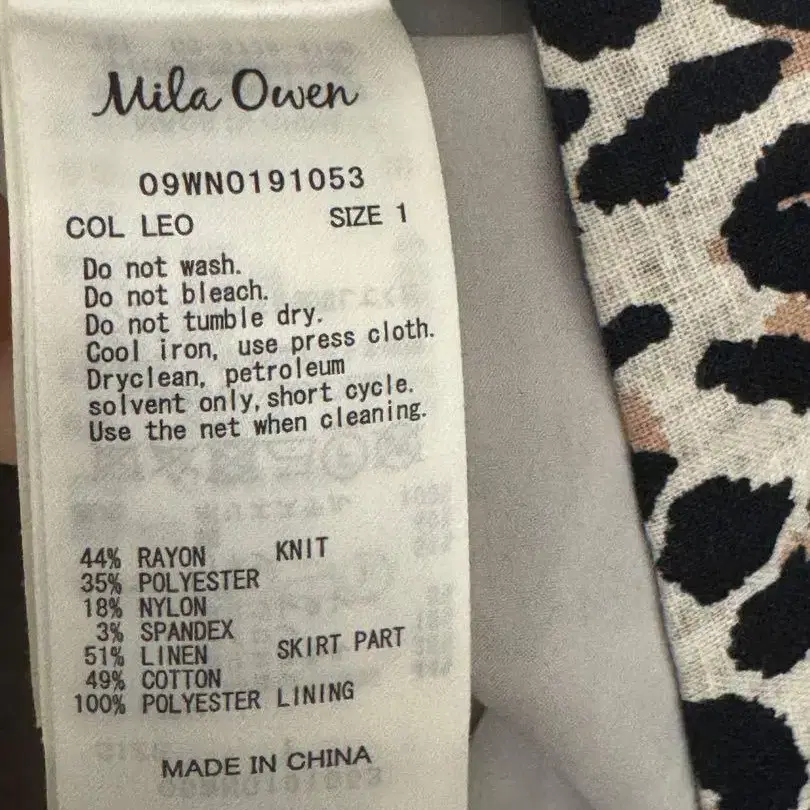 Mila Owen
09WN0191053
COL LEO SIZE 1
Do not wash.
Do not bleach.
Do not tumble dry.
Cool iron, use press cloth.
Dryclean, petroleum
solvent only, short cycle.
Use the net when cleaning.
44% RAYON KNIT
35% POLYESTER
18% NYLON
3% SPANDEX
51% LINEN SKIRT PART
49% COTTON
100% POLYESTER LINING
MADE IN CHINA